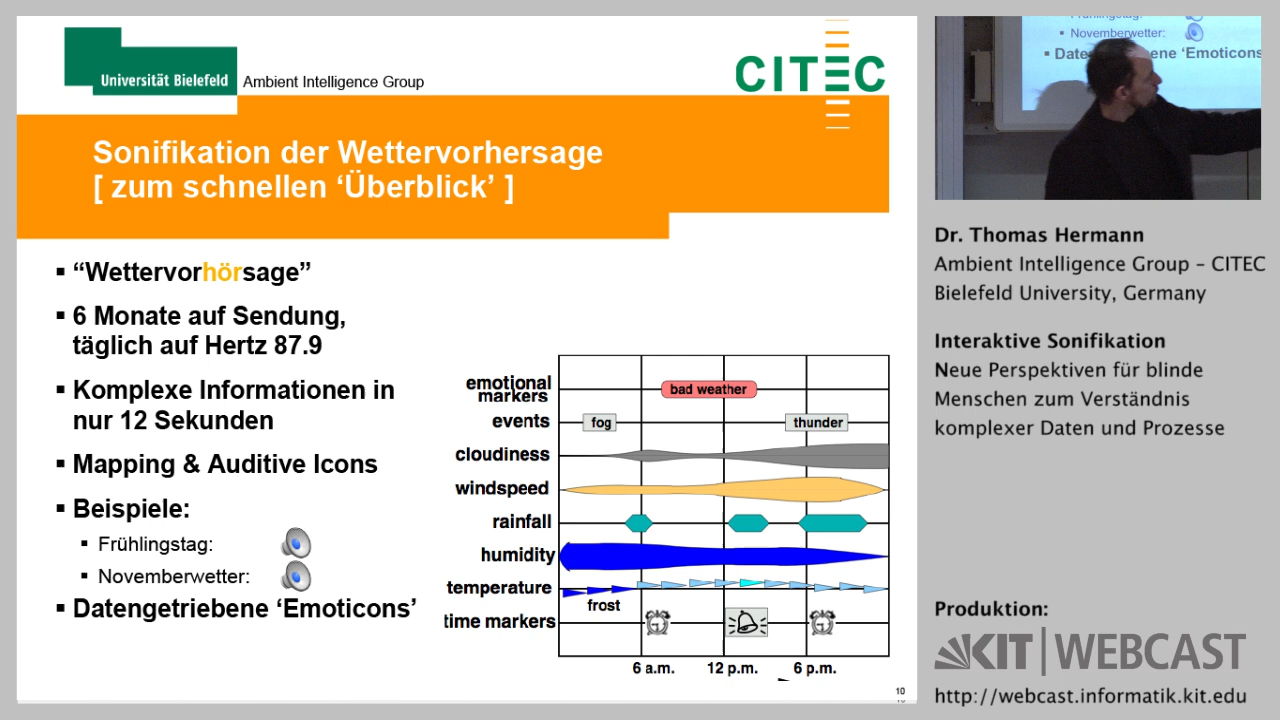 Universität Bielefeld
Ambient Intelligence Group
CITEC
Sonifikation der Wettervorhersage
[ zum schnellen ‘Überblick’ ]
▪ “Wettervorhörsage”
▪ 6 Monate auf Sendung,
täglich auf Hertz 87.9
▪ Komplexe Informationen in
nur 12 Sekunden
▪ Mapping & Auditive Icons
▪ Beispiele:
▪ Frühlingstag:
▪ Novemberwetter:
▪ Datengetriebene ‘Emoticons’
emotional
markers
bad weather
events
fog
thunder
cloudiness
windspeed
rainfall
humidity
temperature
frost
time markers
6 a.m.
12 p.m.
6 p.m.
10
Frühlingstag:
▪ Novemberwetter:
▪ Date ene ‘Emoticons
Dr. Thomas Hermann
Ambient Intelligence Group – CITEC
Bielefeld University, Germany
Interaktive Sonifikation
Neue Perspektiven für blinde
Menschen zum Verständnis
komplexer Daten und Prozesse
Produktion:
KIT WEBCAST
http://webcast.informatik.kit.edu